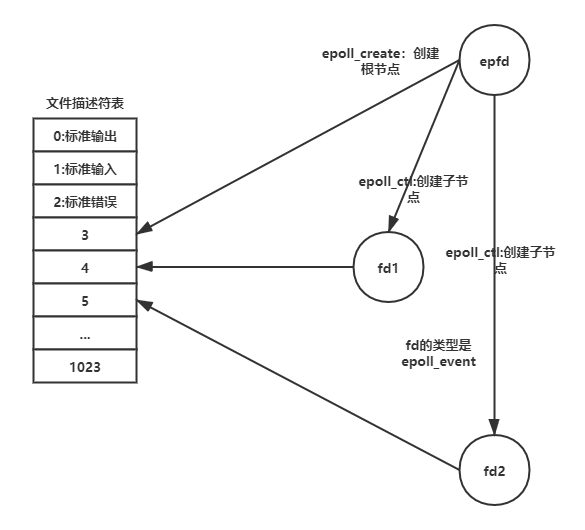 epoll_create：创建
根节点
epfd
文件描述符表
0:标准输出
1:标准输入
2:标准错误
3
4
5
...
1023
epoll_ctl:创建子节
点
fd1
epoll_ctl:创建子节
点
fd的类型是
epoll_event
fd2